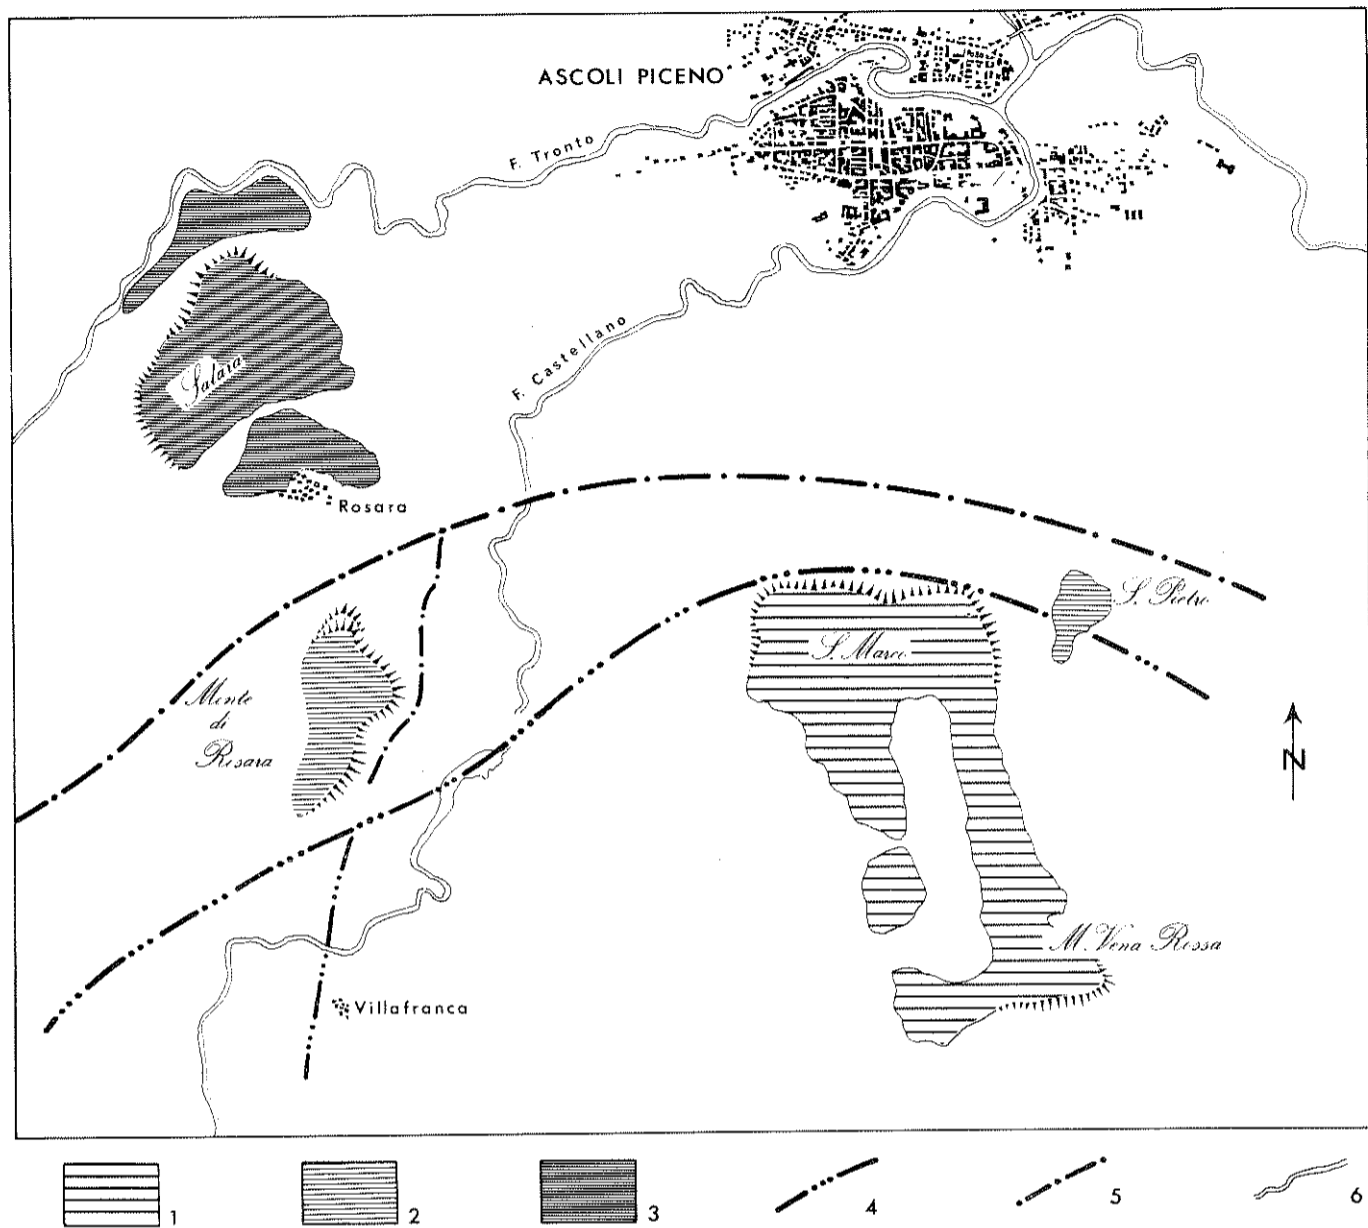 ASCOLI PICENO
F. Tronto
F. Castellano
Salara
Rosara
S. Pietro
S. Marco
Monte
di
Rosara
N
M. Vena Rossa
Villafranca
1 2 3 4 5 6